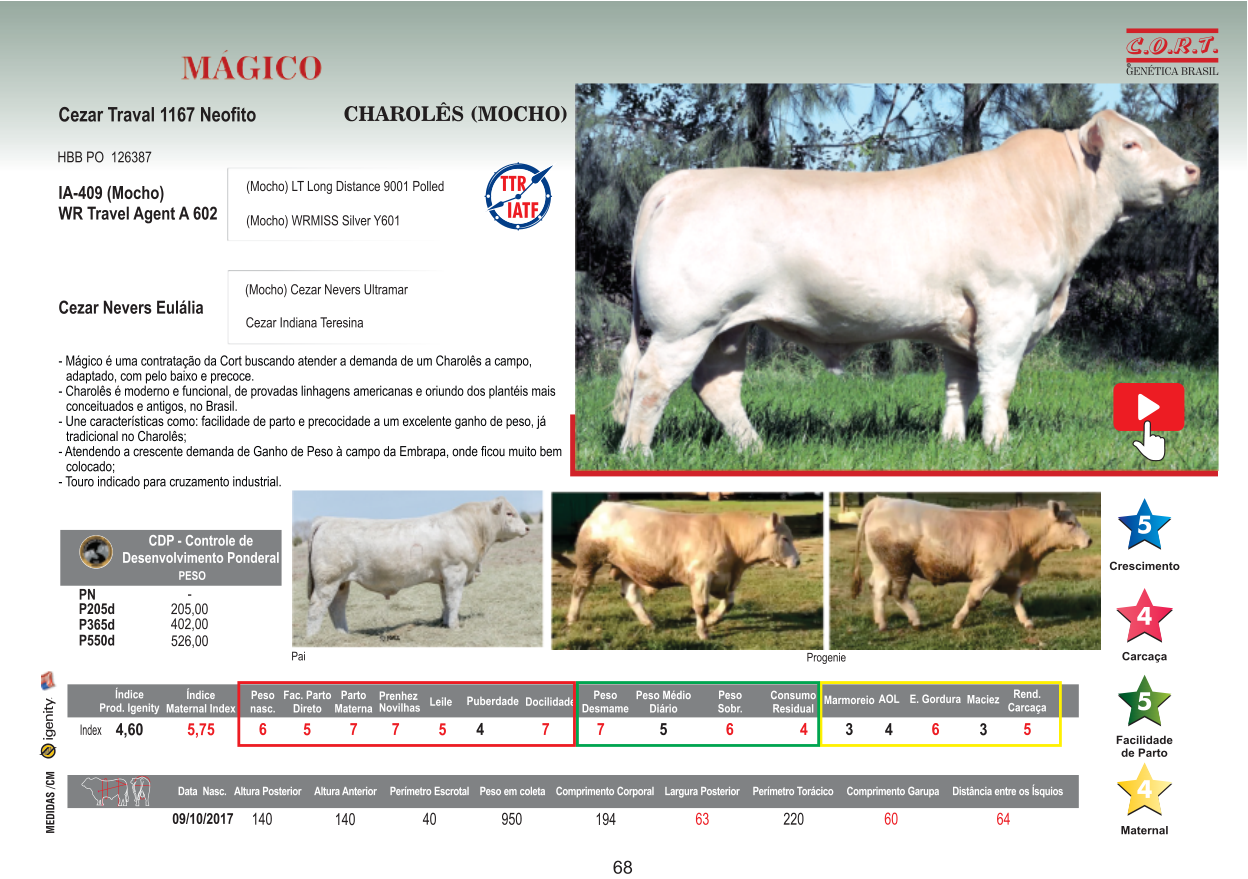 MÁGICO
C.O.R.T.
GENÉTICA BRASIL
Cezar Traval 1167 Neofito
CHAROLÊS (MOCHO)
HBB PO 126387
IA-409 (Mocho)
WR Travel Agent A 602
(Mocho) LT Long Distance 9001 Polled
(Mocho) WRMISS Silver Y601
TTR
IATF
Cezar Nevers Eulália
(Mocho) Cezar Nevers Ultramar
Cezar Indiana Teresina
- Mágico é uma contratação da Cort buscando atender a demanda de um Charolês a campo,
adaptado, com pelo baixo e precoce.
- Charolês é moderno e funcional, de provadas linhagens americanas e oriundo dos plantéis mais
conceituados e antigos, no Brasil.
- Une características como: facilidade de parto e precocidade a um excelente ganho de peso, já
tradicional no Charolês;
- Atendendo a crescente demanda de Ganho de Peso à campo da Embrapa, onde ficou muito bem
colocado;
- Touro indicado para cruzamento industrial.
CDP - Controle de
Desenvolvimento Ponderal
PESO
PN -
P205d 205,00
P365d 402,00
P550d 526,00
Pai
Progenie
5
Crescimento
4
Carcaça
5
Facilidade
de Parto
4
Maternal
igenity
Índice Prod. Igenity Índice Maternal Index Peso nasc. Fac. Parto Direto Parto Materna Prenhez Novilhas Leile Puberdade Docilidade Peso Desmame Peso Médio Diário Peso Sobr. Consumo Residual Marmoreio AOL E. Gordura Maciez Rend. Carcaça
Index 4,60 5,75 6 5 7 7 5 4 7 7 5 6 4 3 4 6 3 5
MEDIDAS /CM
Data Nasc. Altura Posterior Altura Anterior Perímetro Escrotal Peso em coleta Comprimento Corporal Largura Posterior Perímetro Torácico Comprimento Garupa Distância entre os Ísquios
09/10/2017 140 140 40 950 194 63 220 60 64
68